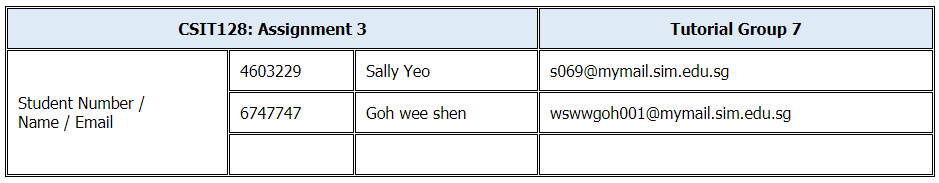 CSIT128: Assignment 3 Tutorial Group 7
4603229 Sally Yeo s069@mymail.sim.edu.sg
Student Number /
Name / Email
6747747 Goh wee shen wswwgoh001@mymail.sim.edu.sg